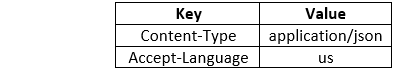 Key Value
Content-Type application/json
Accept-Language us